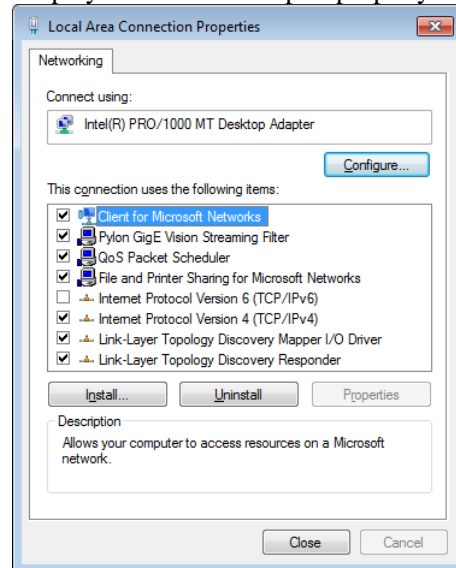 Local Area Connection Properties
Networking
Connect using:
Intel(R) PRO/1000 MT Desktop Adapter
Configure...
This connection uses the following items:
Client for Microsoft Networks
Pylon GigE Vision Streaming Filter
QoS Packet Scheduler
File and Printer Sharing for Microsoft Networks
Internet Protocol Version 6 (TCP/IPv6)
Internet Protocol Version 4 (TCP/IPv4)
Link-Layer Topology Discovery Mapper I/O Driver
Link-Layer Topology Discovery Responder
Install... Uninstall Properties
Description
Allows your computer to access resources on a Microsoft
network.
Close Cancel